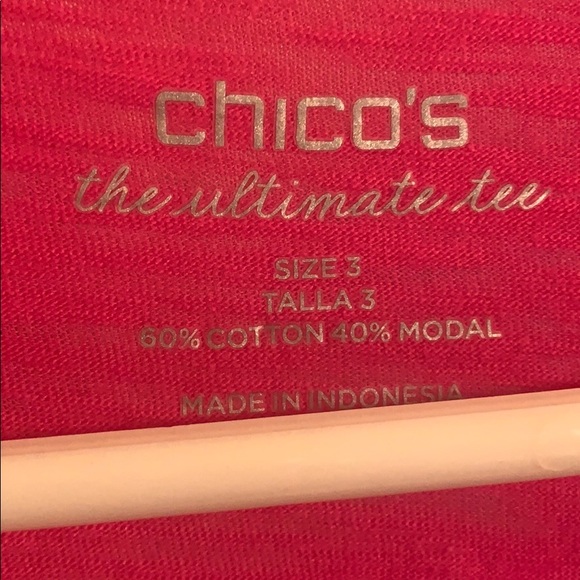 chico's
the ultimate tee
SIZE 3
TALLA 3
60% COTTON 40% MODAL
MADE IN INDONESIA